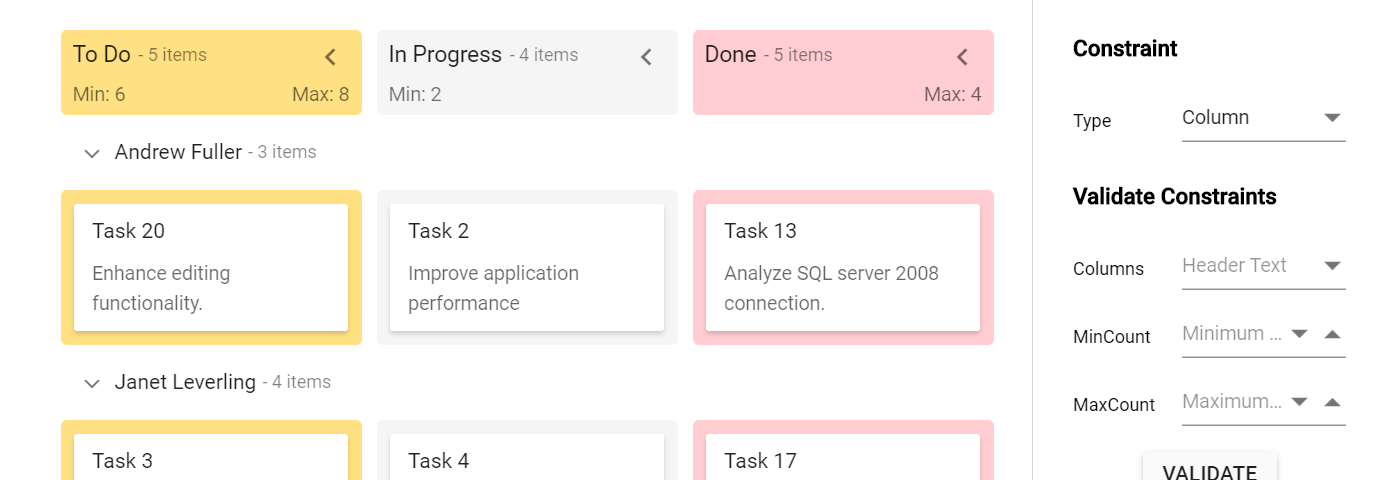 To Do - 5 items
Min: 6 Max: 8
In Progress - 4 items
Min: 2
Done - 5 items
Max: 4
Andrew Fuller - 3 items
Task 20
Enhance editing
functionality.
Task 2
Improve application
performance
Task 13
Analyze SQL server 2008
connection.
Janet Leverling - 4 items
Task 3
Task 4
Task 17
Constraint
Type Column
Validate Constraints
Columns Header Text
MinCount Minimum ...
MaxCount Maximum...
VALIDATE